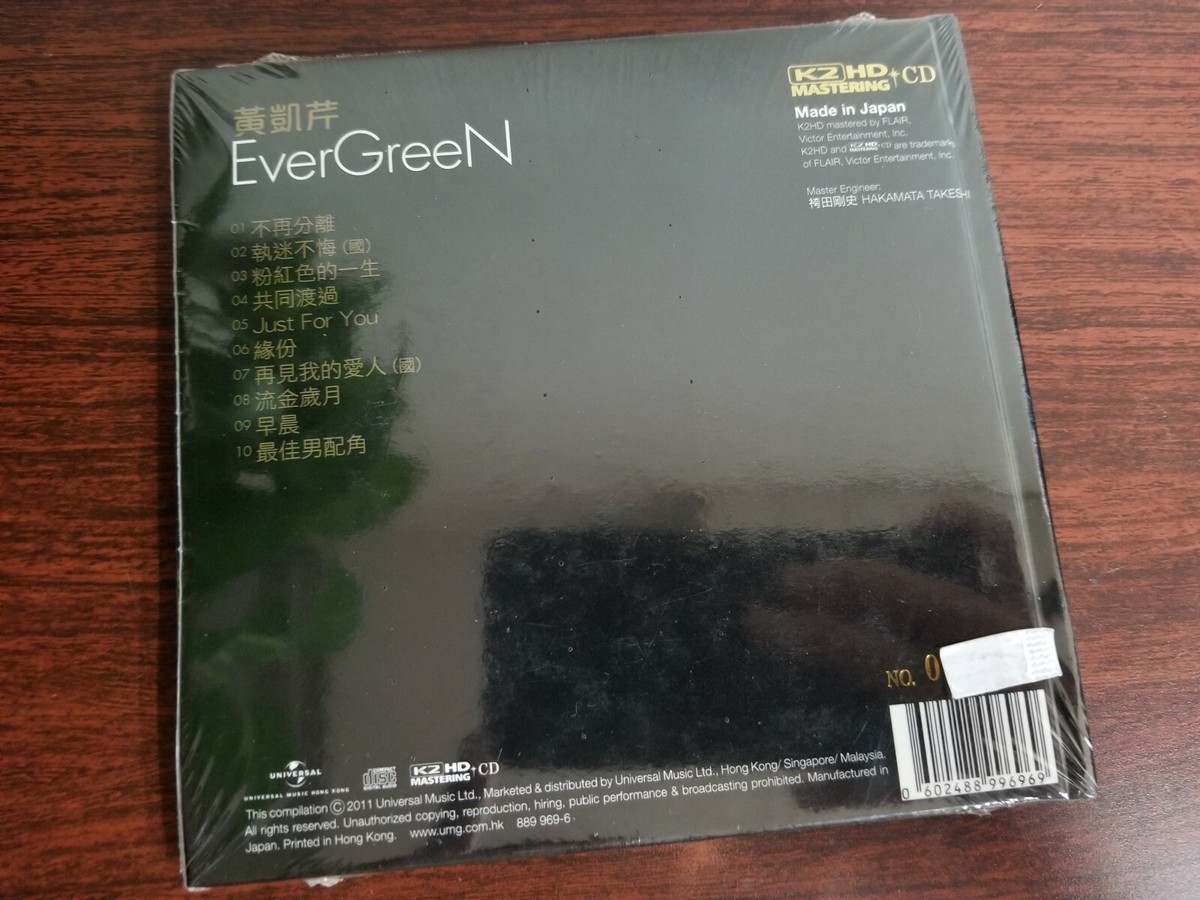 黃凱芹
EverGreeN
01 不再分離
02 執迷不悔 (國)
03 粉紅色的一生
04 共同渡過
05 Just For You
06 緣份
07 再見我的愛人 (國)
08 流金歲月
09 早晨
10 最佳男配角
K2 HD MASTERING+CD
Made in Japan
K2HD mastered by FLAIR,
Victor Entertainment, Inc.
K2HD and K2 HD MASTERING+CD are trademark
of FLAIR, Victor Entertainment, Inc.
Master Engineer:
袴田剛史 HAKAMATA TAKESHI
NO. 0
0 602488 996969
UNIVERSAL
UNIVERSAL MUSIC HONG KONG
COMPACT disc DIGITAL AUDIO
K2 HD MASTERING+CD
This compilation Ⓒ 2011 Universal Music Ltd., Marketed & distributed by Universal Music Ltd., Hong Kong/ Singapore/ Malaysia.
All rights reserved. Unauthorized copying, reproduction, hiring, public performance & broadcasting prohibited. Manufactured in
Japan. Printed in Hong Kong. www.umg.com.hk 889 969-6